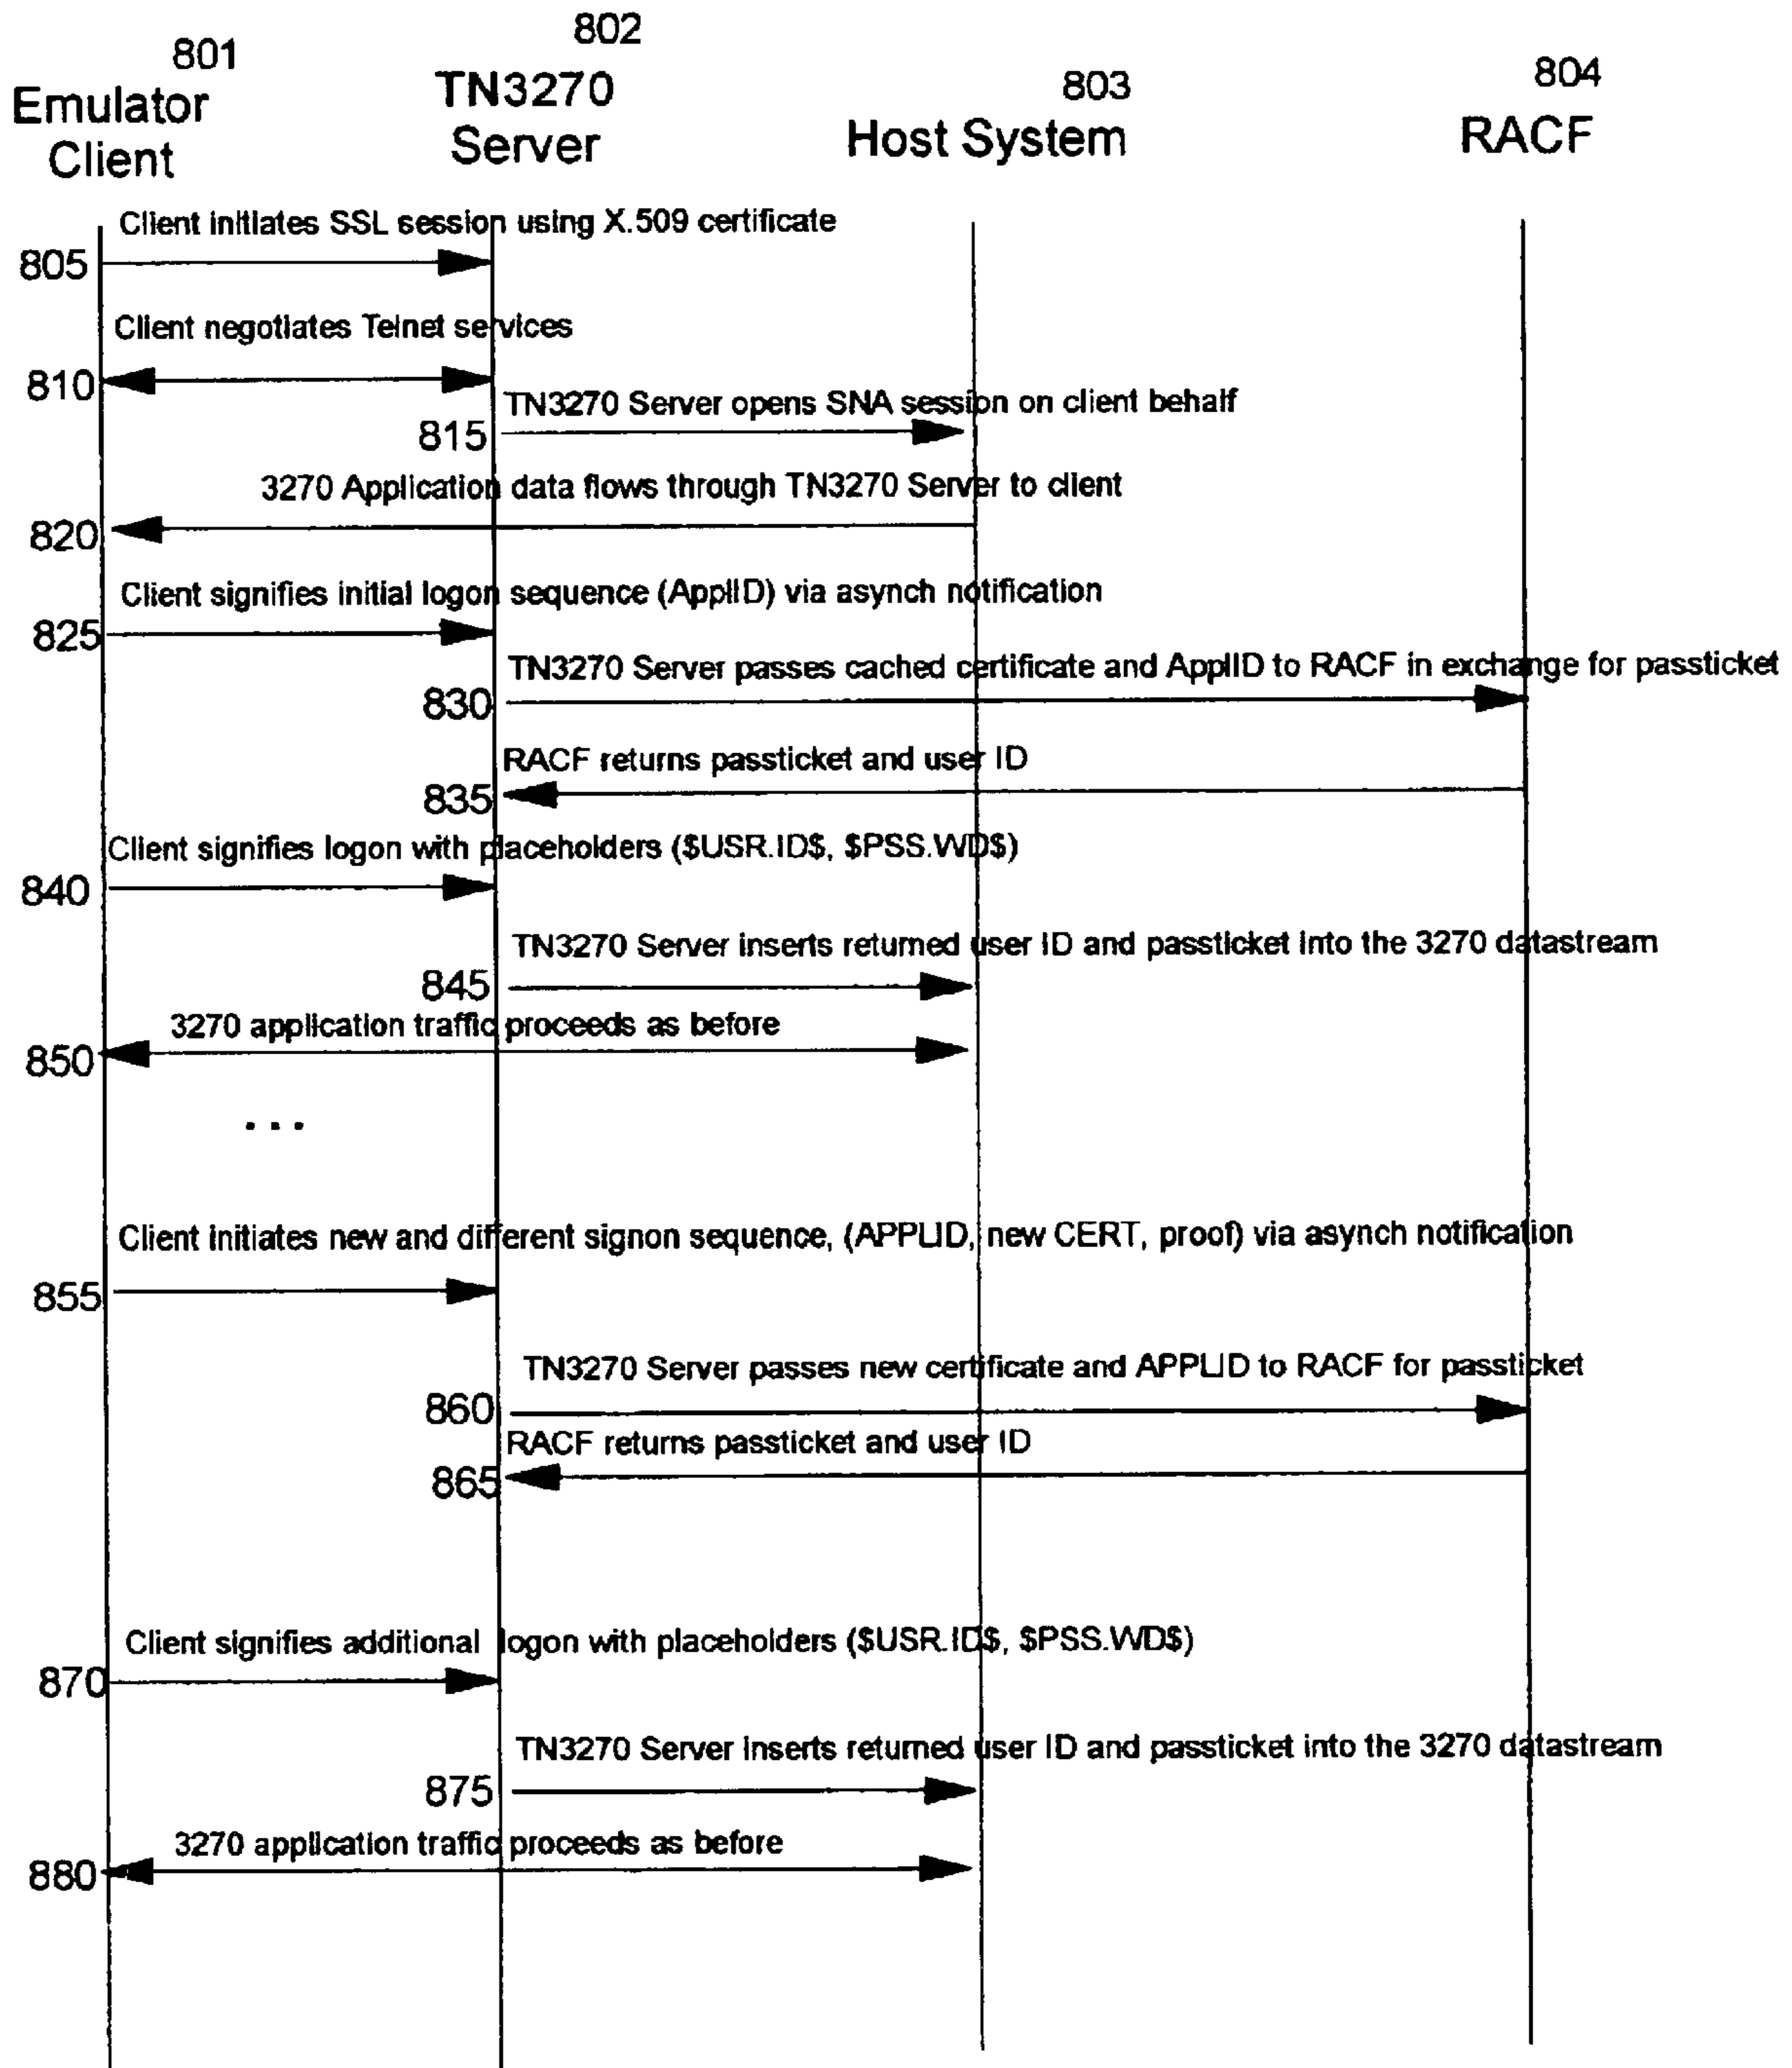 801
802
803
804
Emulator
Client
TN3270
Server
Host System
RACF
Client initiates SSL session using X.509 certificate
805
Client negotiates Telnet services
810
TN3270 Server opens SNA session on client behalf
815
3270 Application data flows through TN3270 Server to client
820
Client signifies initial logon sequence (ApplID) via asynch notification
825
TN3270 Server passes cached certificate and ApplID to RACF in exchange for passticket
830
RACF returns passticket and user ID
835
Client signifies logon with placeholders ($USR.ID$, $PSS.WD$)
840
TN3270 Server inserts returned user ID and passticket into the 3270 datastream
845
3270 application traffic proceeds as before
850
...
Client initiates new and different signon sequence, (APPLID, new CERT, proof) via asynch notification
855
TN3270 Server passes new certificate and APPLID to RACF for passticket
860
RACF returns passticket and user ID
865
Client signifies additional logon with placeholders ($USR.ID$, $PSS.WD$)
870
TN3270 Server inserts returned user ID and passticket into the 3270 datastream
875
3270 application traffic proceeds as before
880